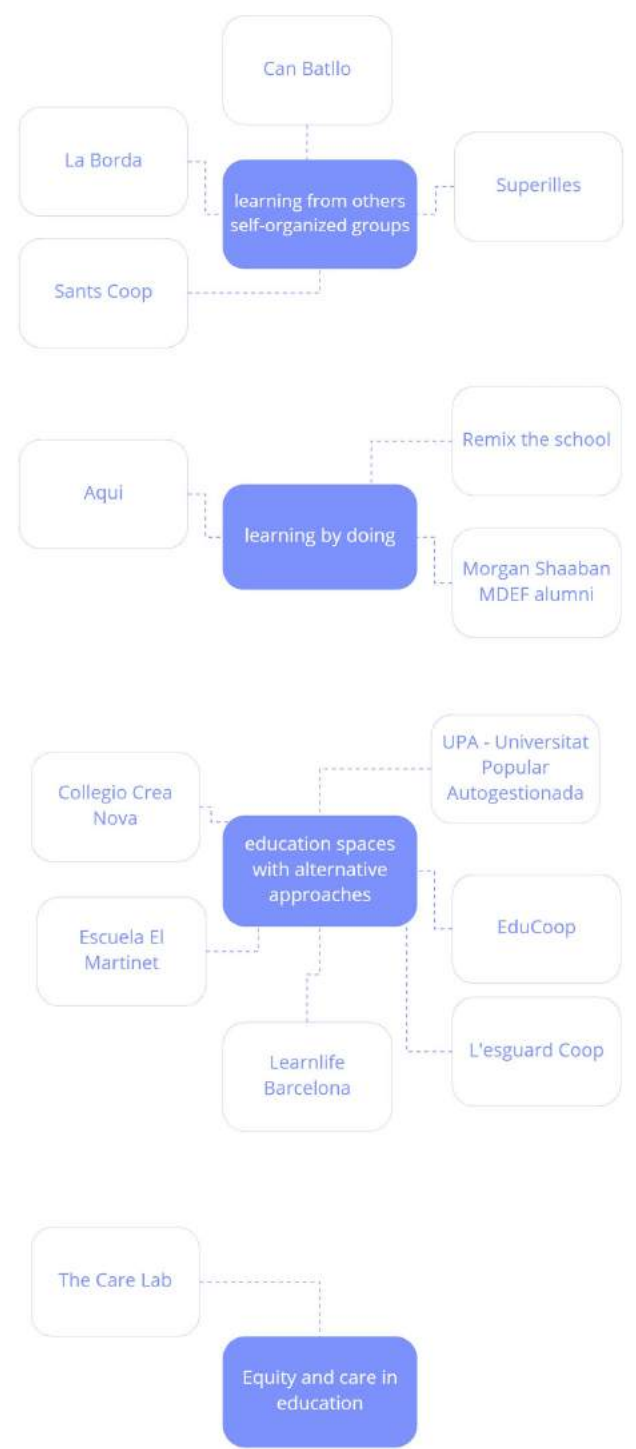 Can Batllo
La Borda
learning from others
self-organized groups
Superilles
Sants Coop
Remix the school
Aqui
learning by doing
Morgan Shaaban
MDEF alumni
UPA - Universitat
Popular
Autogestionada
Collegio Crea
Nova
education spaces
with alternative
approaches
EduCoop
Escuela El
Martinet
L'esguard Coop
Learnlife
Barcelona
The Care Lab
Equity and care in
education